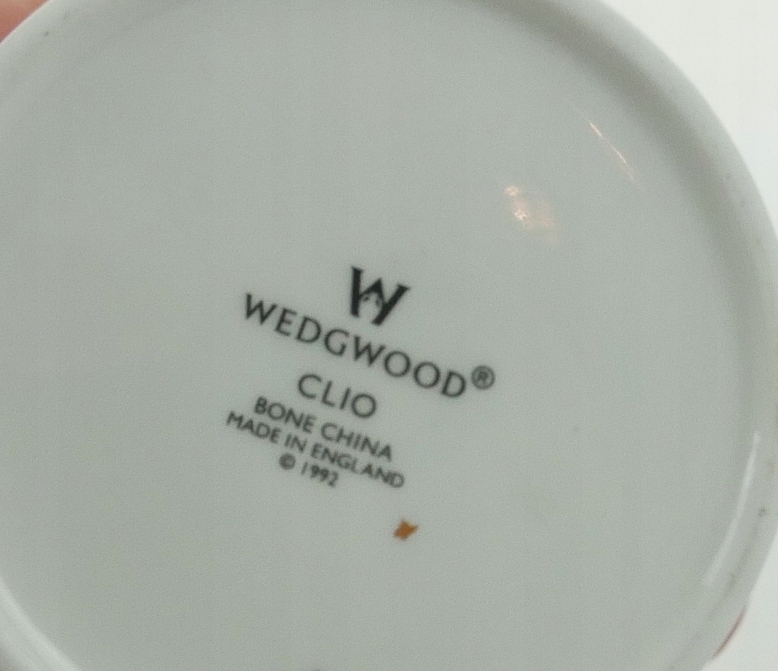 W
WEDGWOOD®
CLIO
BONE CHINA
MADE IN ENGLAND
© 1992